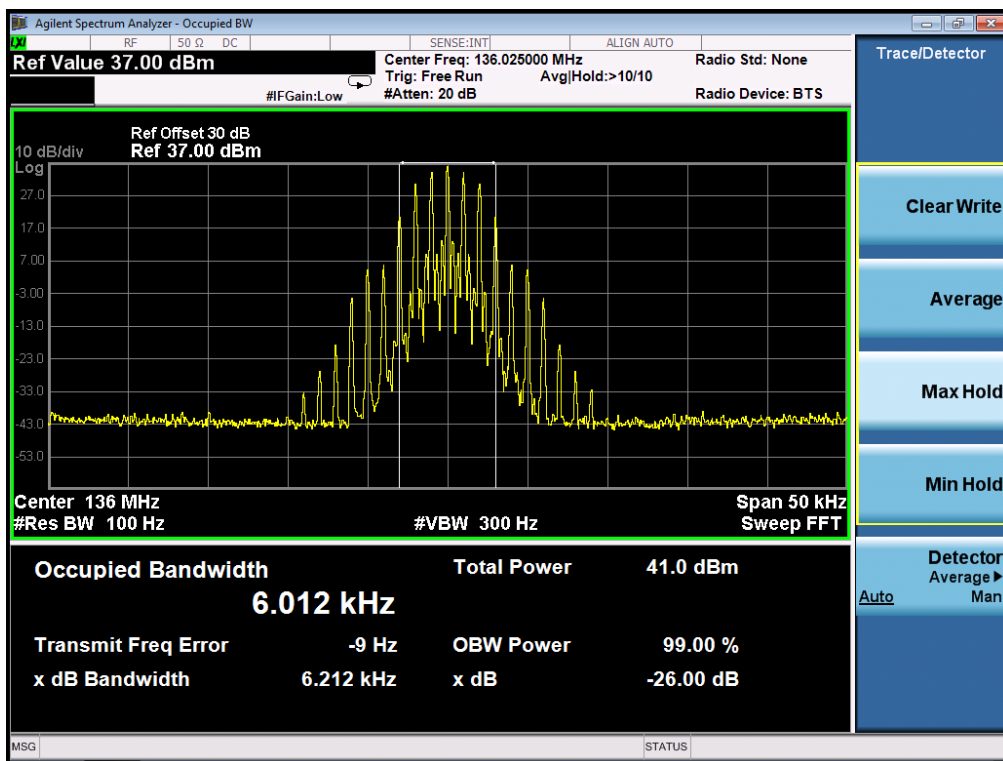 Agilent Spectrum Analyzer - Occupied BW
LXI RF 50 Ω DC SENSE:INT ALIGN AUTO
Ref Value 37.00 dBm
Center Freq: 136.025000 MHz Radio Std: None
Trig: Free Run Avg|Hold:>10/10
#IFGain:Low #Atten: 20 dB Radio Device: BTS
Ref Offset 30 dB
10 dB/div Ref 37.00 dBm
Log
27.0
17.0
7.00
-3.00
-13.0
-23.0
-33.0
-43.0
-53.0
Center 136 MHz Span 50 kHz
#Res BW 100 Hz #VBW 300 Hz Sweep FFT
Occupied Bandwidth Total Power 41.0 dBm
6.012 kHz
Transmit Freq Error -9 Hz OBW Power 99.00 %
x dB Bandwidth 6.212 kHz x dB -26.00 dB
MSG STATUS
Trace/Detector
Clear Write
Average
Max Hold
Min Hold
Detector
Average
Auto Man